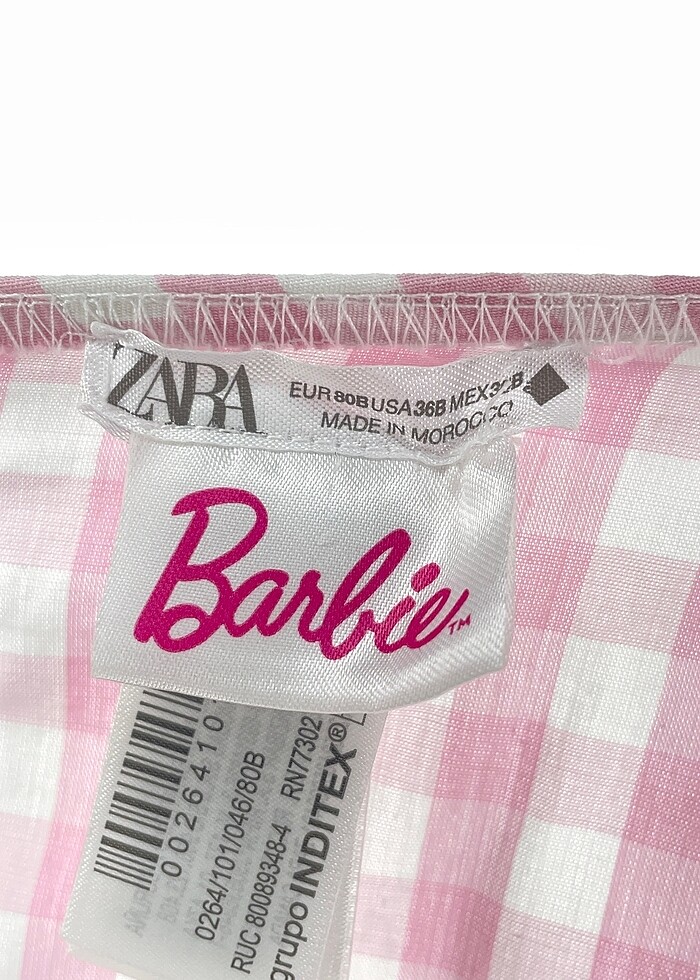 ZARA
EUR 80B USA 36B MEX
MADE IN MOROCCO
Barbie™
0026410
0264/101/046/80B
RUC 80089348-4 RN77302
grupo INDITEX®